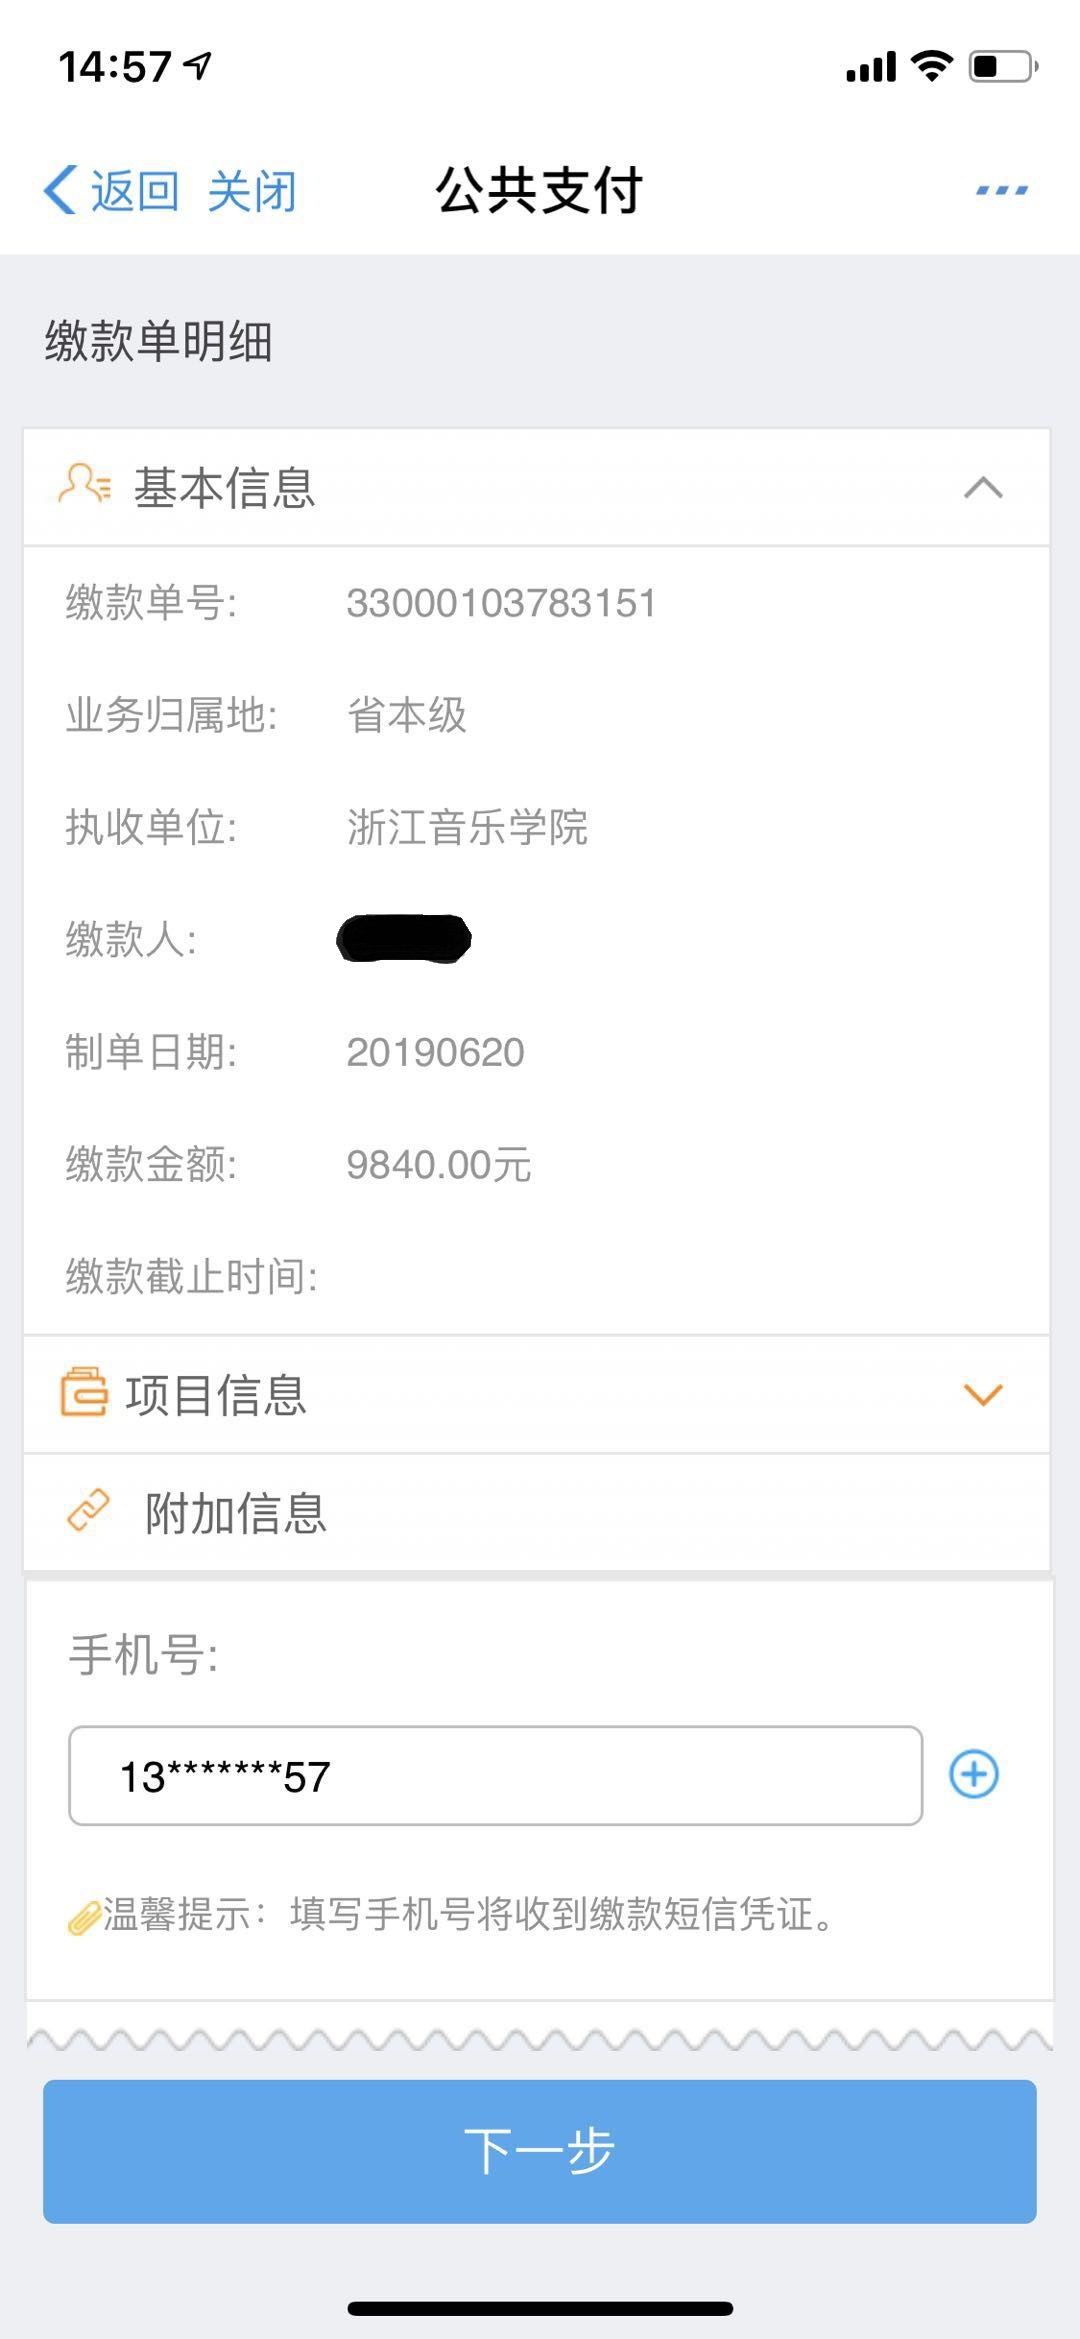 14:57
返回 关闭 公共支付
缴款单明细
基本信息
缴款单号: 33000103783151
业务归属地: 省本级
执收单位: 浙江音乐学院
缴款人:
制单日期: 20190620
缴款金额: 9840.00元
缴款截止时间:
项目信息
附加信息
手机号:
13*******57
温馨提示：填写手机号将收到缴款短信凭证。
下一步